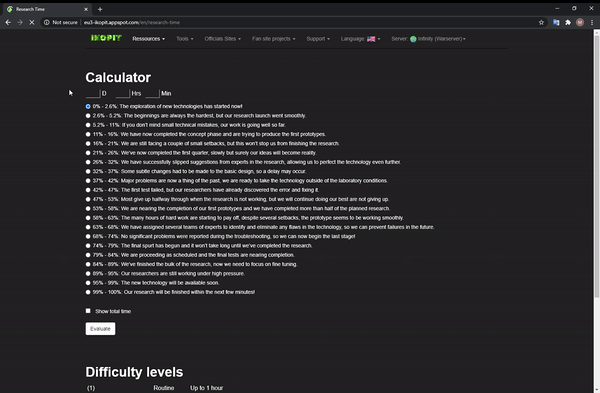 Research Time
Not secure | eu3-ikopit.appspot.com/en/research-time
IKOPIT Ressources Tools Officials Sites Fan site projects Support Language: Server: Infinity (Warserver)
Calculator
D Hrs Min
0% - 2.6%: The exploration of new technologies has started now!
2.6% - 5.2%: The beginnings are always the hardest, but our research launch went smoothly.
5.2% - 11%: If you don't mind small technical mistakes, our work is going well so far.
11% - 16%: We have now completed the concept phase and are trying to produce the first prototypes.
16% - 21%: We are still facing a couple of small setbacks, but this won't stop us from finishing the research.
21% - 26%: We've now completed the first quarter, slowly but surely our ideas will become reality.
26% - 32%: We have successfully slipped suggestions from experts in the research, allowing us to perfect the technology even further.
32% - 37%: Some subtle changes had to be made to the basic design, so a delay may occur.
37% - 42%: Major problems are now a thing of the past, we are ready to take the technology outside of the laboratory conditions.
42% - 47%: The first test failed, but our researchers have already discovered the error and fixing it.
47% - 53%: Most give up halfway through when the research is not working, but we will continue doing our best are not giving up.
53% - 58%: We are nearing the completion of our first prototypes and we have completed more than half of the planned research.
58% - 63%: The many hours of hard work are starting to pay off, despite several setbacks, the prototype seems to be working smoothly.
63% - 68%: We have assigned several teams of experts to identify and eliminate any flaws in the technology, so we can prevent failures in the future.
68% - 74%: No significant problems were reported during the troubleshooting, so we can now begin the last stage!
74% - 79%: The final spurt has begun and it won't take long until we've completed the research.
79% - 84%: We are proceeding as scheduled and the final tests are nearing completion.
84% - 89%: We've finished the bulk of the research, now we need to focus on fine tuning.
89% - 95%: Our researchers are still working under high pressure.
95% - 99%: The new technology will be available soon.
99% - 100%: Our research will be finished within the next few minutes!
Show total time
Evaluate
Difficulty levels
(1) Routine Up to 1 hour